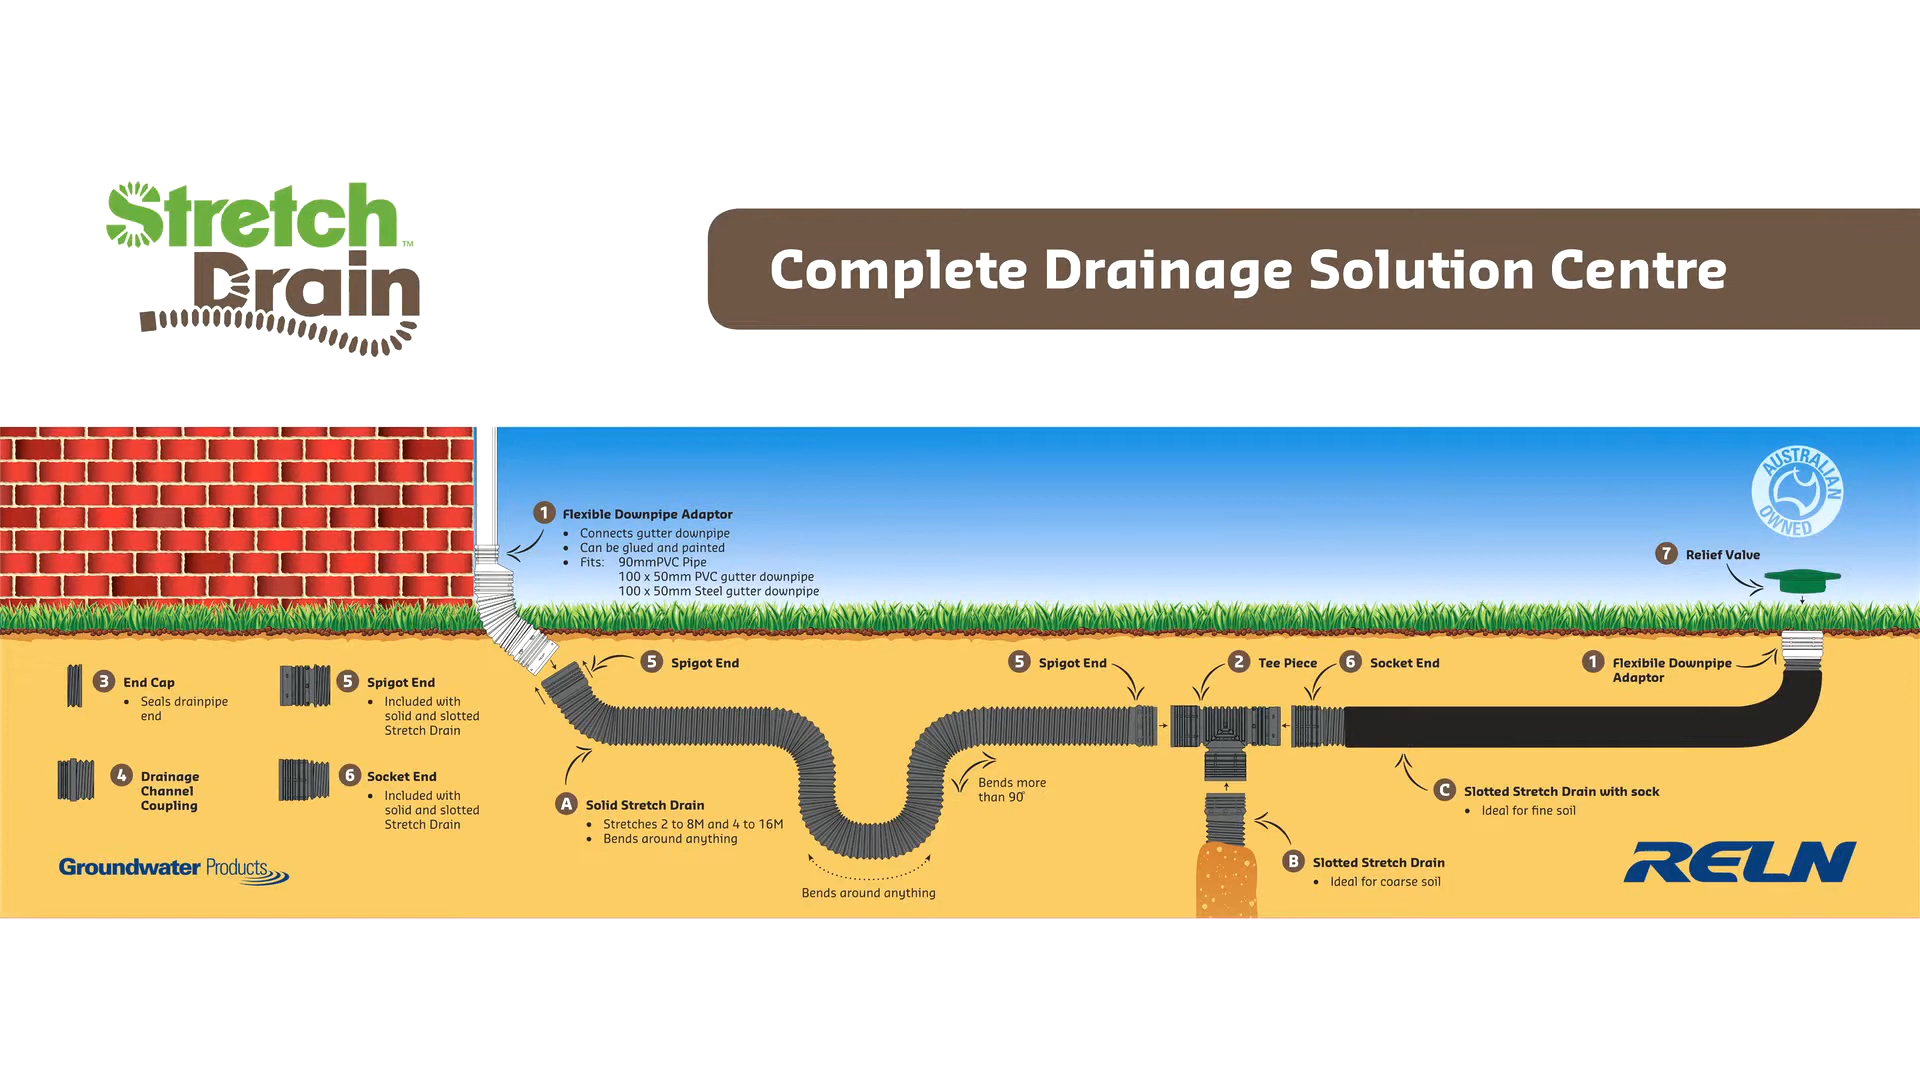 Stretch
Drain
TM
Complete Drainage Solution Centre
AUSTRALIAN
OWNED
1 Flexible Downpipe Adaptor
• Connects gutter downpipe
• Can be glued and painted
• Fits: 90mmPVC Pipe
100 x 50mm PVC gutter downpipe
100 x 50mm Steel gutter downpipe
7 Relief Valve
5 Spigot End
5 Spigot End
2 Tee Piece
6 Socket End
1 Flexibile Downpipe
Adaptor
3 End Cap
• Seals drainpipe
end
5 Spigot End
• Included with
solid and slotted
Stretch Drain
4 Drainage
Channel
Coupling
6 Socket End
• Included with
solid and slotted
Stretch Drain
A Solid Stretch Drain
• Stretches 2 to 8M and 4 to 16M
• Bends around anything
Bends more
than 90°
Bends around anything
C Slotted Stretch Drain with sock
• Ideal for fine soil
B Slotted Stretch Drain
• Ideal for coarse soil
Groundwater Products
RELN